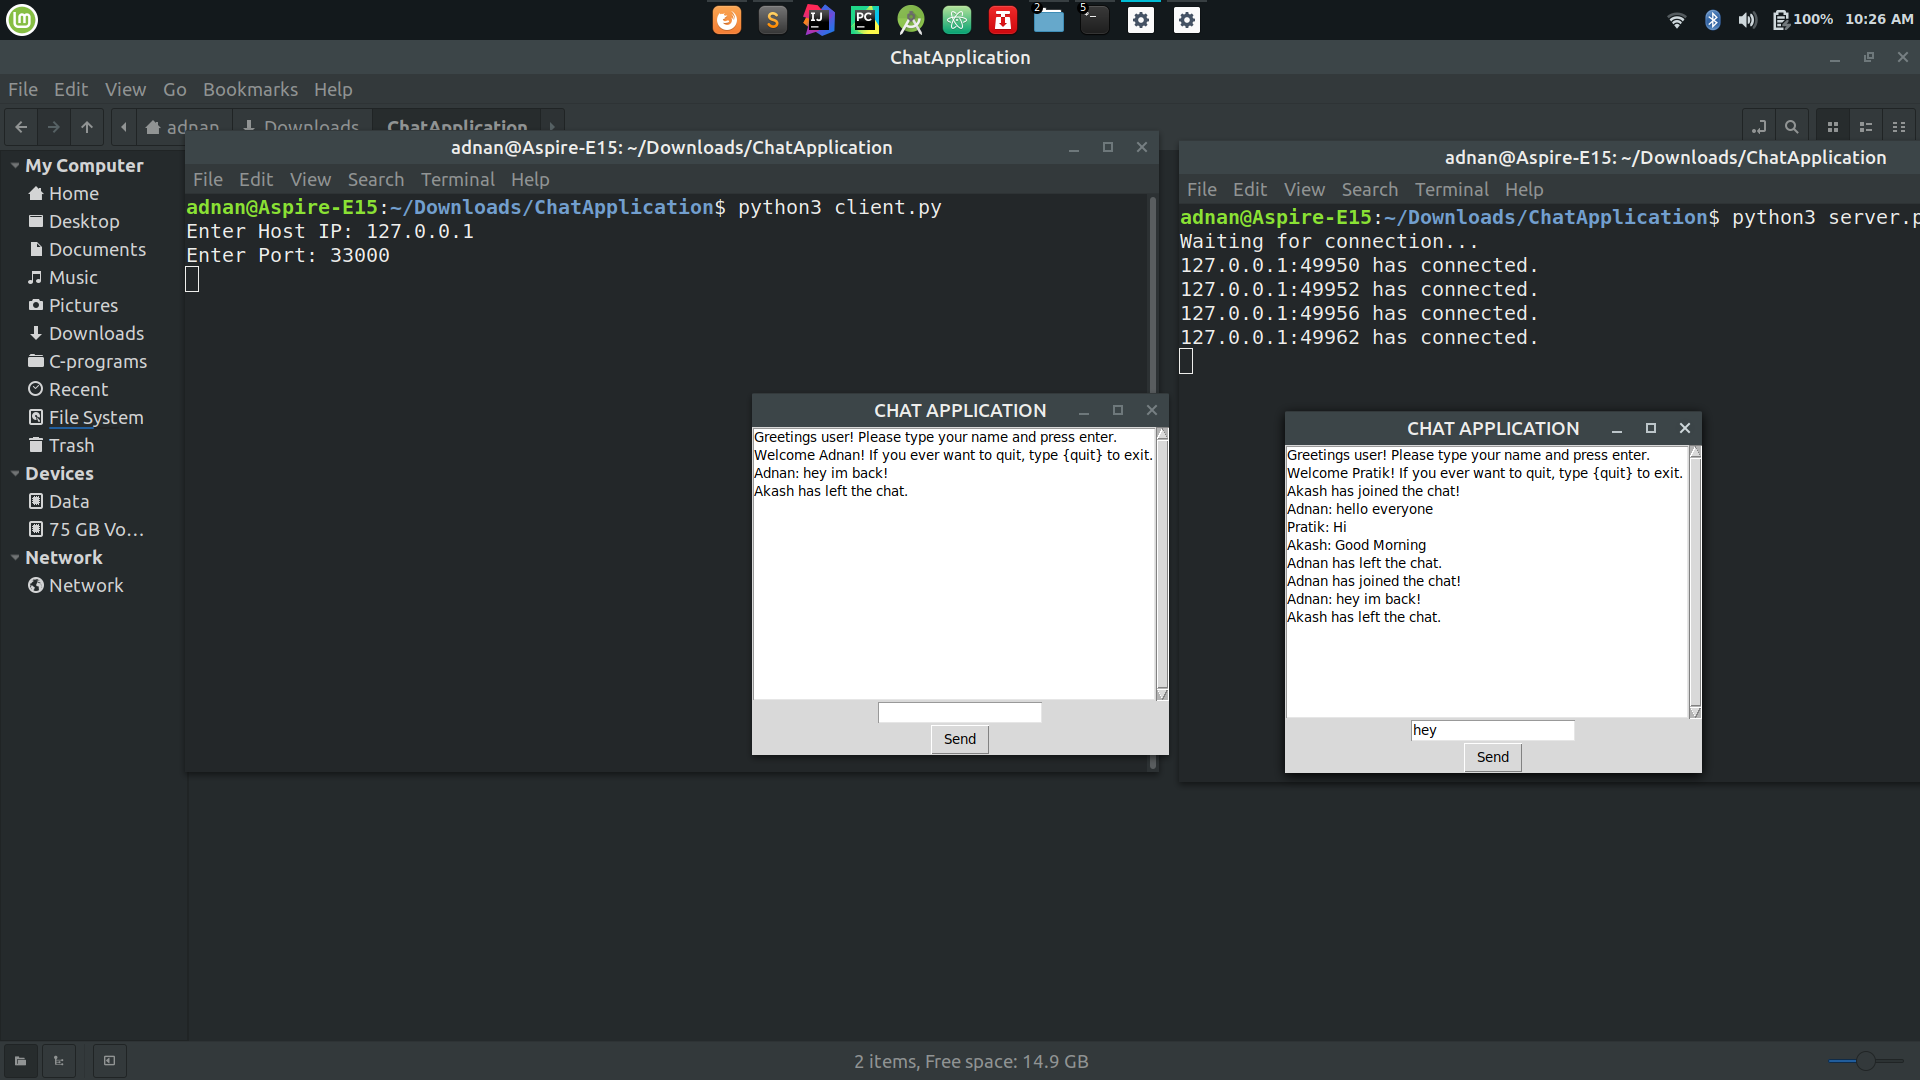 2
5
100%
10:26 AM
ChatApplication
File Edit View Go Bookmarks Help
adnan Downloads ChatApplication
My Computer
Home
Desktop
Documents
Music
Pictures
Downloads
C-programs
Recent
File System
Trash
Devices
Data
75 GB Vo...
Network
Network
adnan@Aspire-E15: ~/Downloads/ChatApplication
File Edit View Search Terminal Help
adnan@Aspire-E15:~/Downloads/ChatApplication$ python3 client.py
Enter Host IP: 127.0.0.1
Enter Port: 33000
CHAT APPLICATION
Greetings user! Please type your name and press enter.
Welcome Adnan! If you ever want to quit, type {quit} to exit.
Adnan: hey im back!
Akash has left the chat.
Send
adnan@Aspire-E15: ~/Downloads/ChatApplication
File Edit View Search Terminal Help
adnan@Aspire-E15:~/Downloads/ChatApplication$ python3 server.p
Waiting for connection...
127.0.0.1:49950 has connected.
127.0.0.1:49952 has connected.
127.0.0.1:49956 has connected.
127.0.0.1:49962 has connected.
CHAT APPLICATION
Greetings user! Please type your name and press enter.
Welcome Pratik! If you ever want to quit, type {quit} to exit.
Akash has joined the chat!
Adnan: hello everyone
Pratik: Hi
Akash: Good Morning
Adnan has left the chat.
Adnan has joined the chat!
Adnan: hey im back!
Akash has left the chat.
hey
Send
2 items, Free space: 14.9 GB